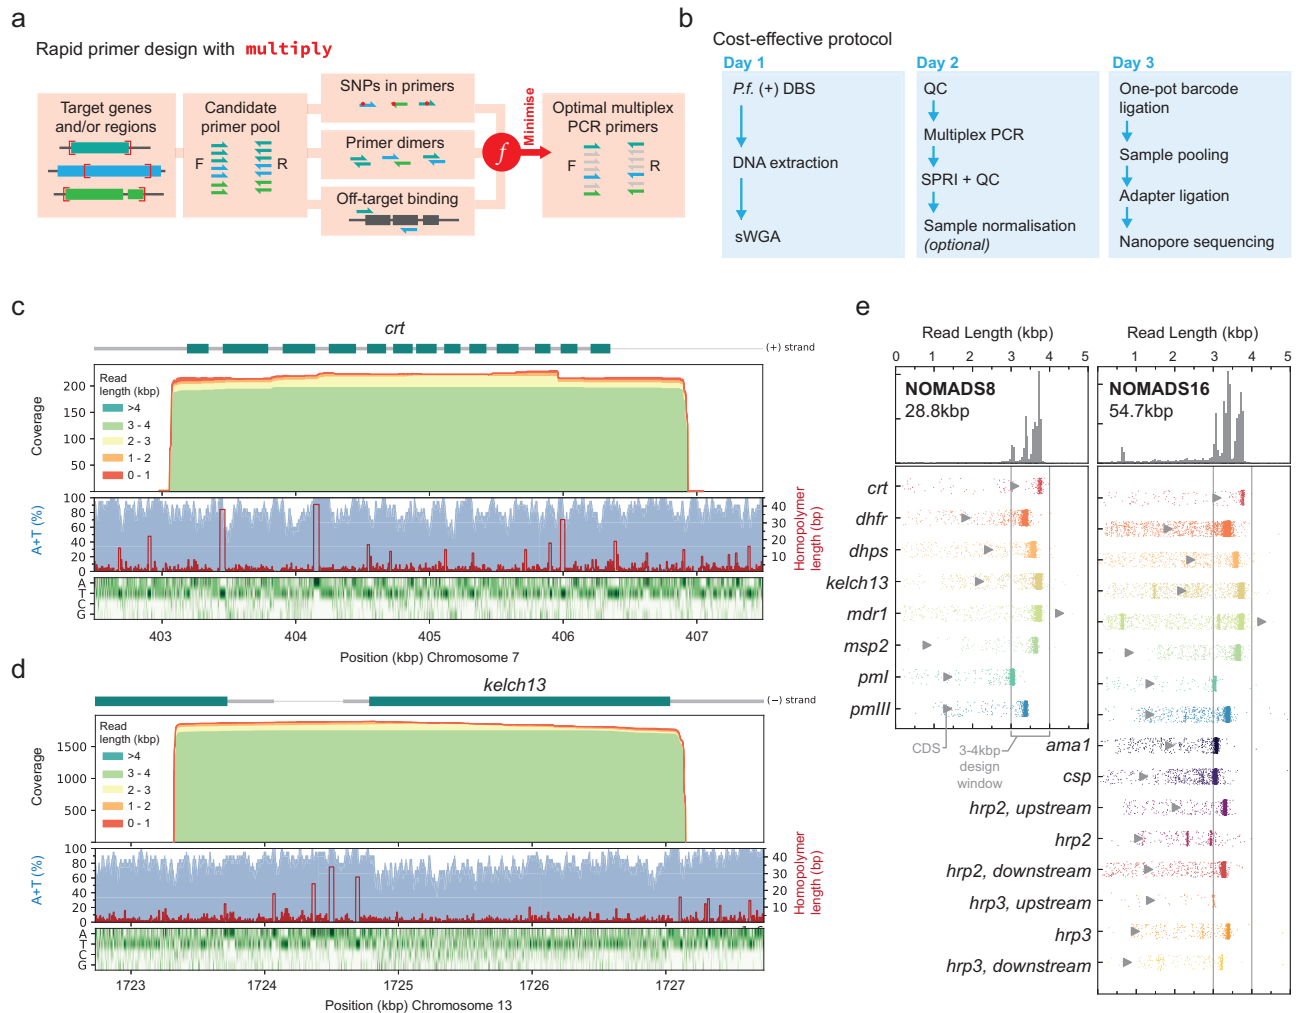 a
Rapid primer design with multiply
Target genes
and/or regions
Candidate
primer pool
F
R
SNPs in primers
Primer dimers
Off-target binding
f
Minimise
Optimal multiplex
PCR primers
F
R
b
Cost-effective protocol
Day 1
P.f. (+) DBS
DNA extraction
sWGA
Day 2
QC
Multiplex PCR
SPRI + QC
Sample normalisation
(optional)
Day 3
One-pot barcode
ligation
Sample pooling
Adapter ligation
Nanopore sequencing
c
crt
(+) strand
Coverage
200
150
100
50
Read
length (kbp)
>4
3 - 4
2 - 3
1 - 2
0 - 1
A+T (%)
100
80
60
40
20
0
40
30
20
10
Homopolymer
length (bp)
A
T
C
G
403
404
405
406
407
Position (kbp) Chromosome 7
d
kelch13
(−) strand
Coverage
1500
1000
500
Read
length (kbp)
>4
3 - 4
2 - 3
1 - 2
0 - 1
A+T (%)
100
80
60
40
20
0
40
30
20
10
Homopolymer
length (bp)
A
T
C
G
1723
1724
1725
1726
1727
Position (kbp) Chromosome 13
e
Read Length (kbp)
0 1 2 3 4 5
NOMADS8
28.8kbp
Read Length (kbp)
1 2 3 4 5
NOMADS16
54.7kbp
crt
dhfr
dhps
kelch13
mdr1
msp2
pmI
pmIII
CDS
3-4kbp
design
window
ama1
csp
hrp2, upstream
hrp2
hrp2, downstream
hrp3, upstream
hrp3
hrp3, downstream
0 1 2 3 4 5